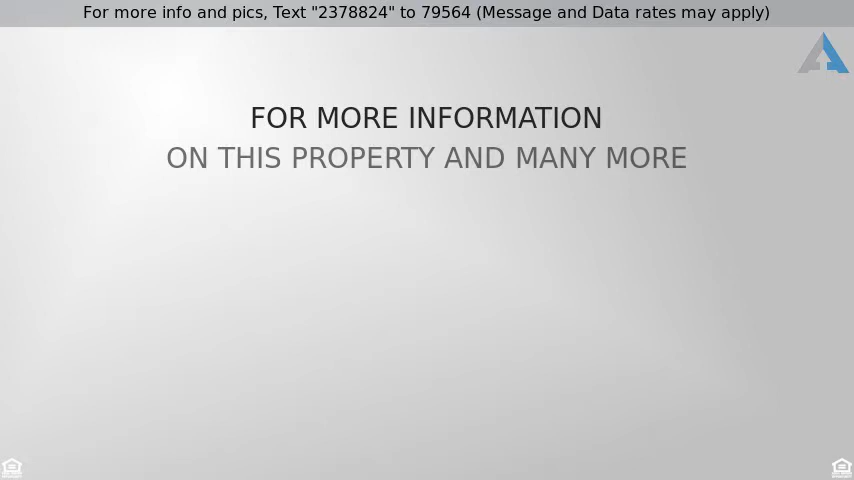 For more info and pics, Text "2378824" to 79564 (Message and Data rates may apply)
FOR MORE INFORMATION
ON THIS PROPERTY AND MANY MORE